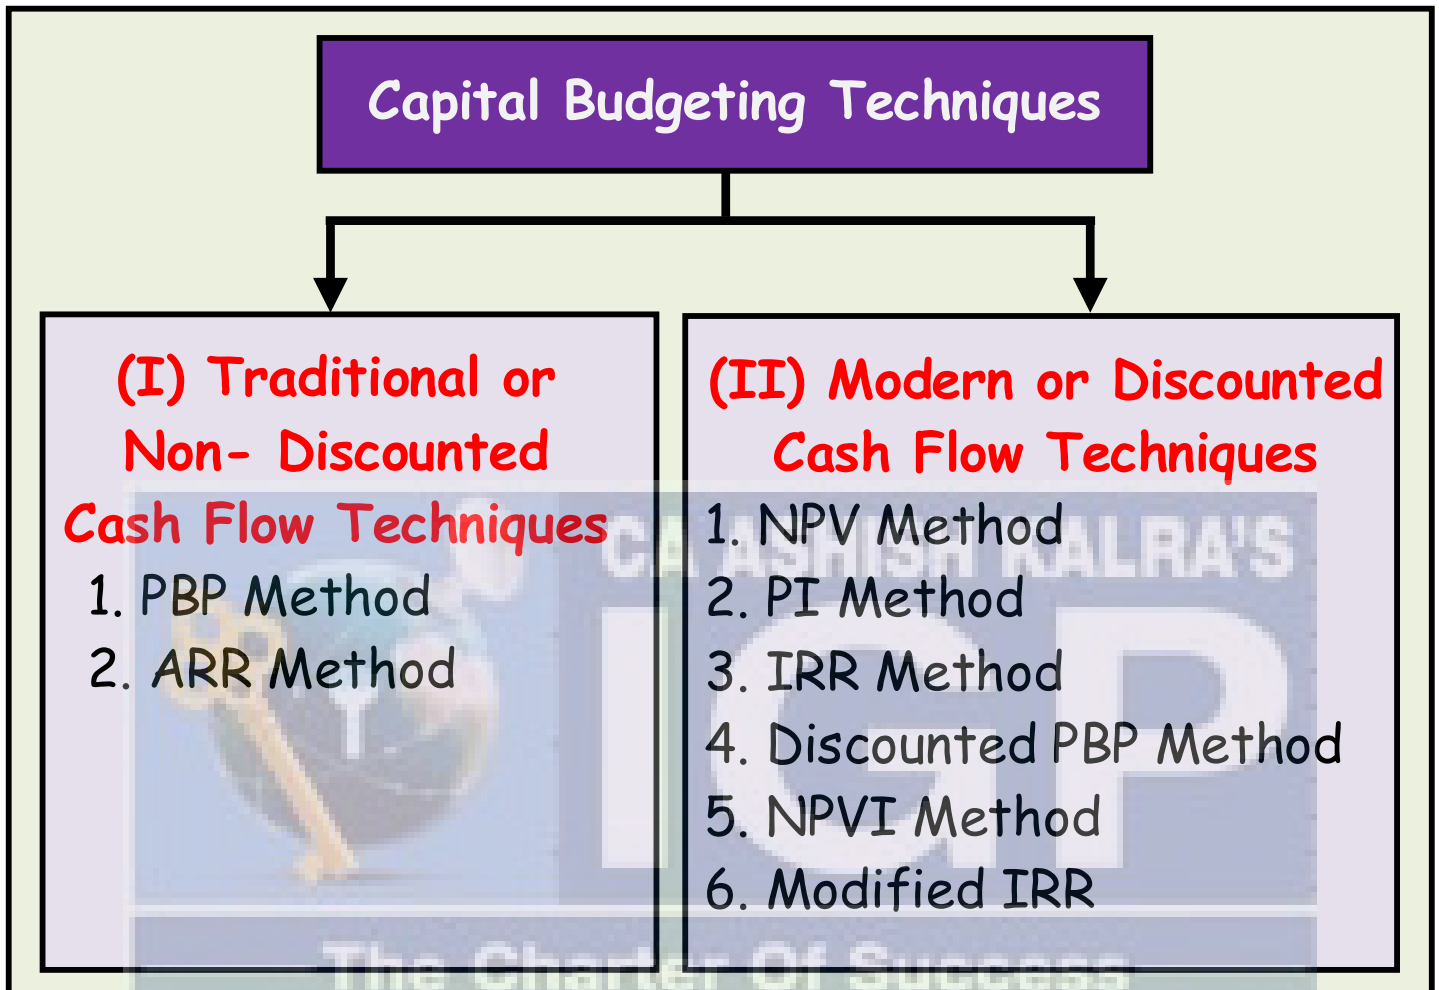 Capital Budgeting Techniques
(I) Traditional or
Non- Discounted
Cash Flow Techniques
1. PBP Method
2. ARR Method
(II) Modern or Discounted
Cash Flow Techniques
1. NPV Method
2. PI Method
3. IRR Method
4. Discounted PBP Method
5. NPVI Method
6. Modified IRR
CA ASHISH KALRA'S
IGP
The Charter Of Success